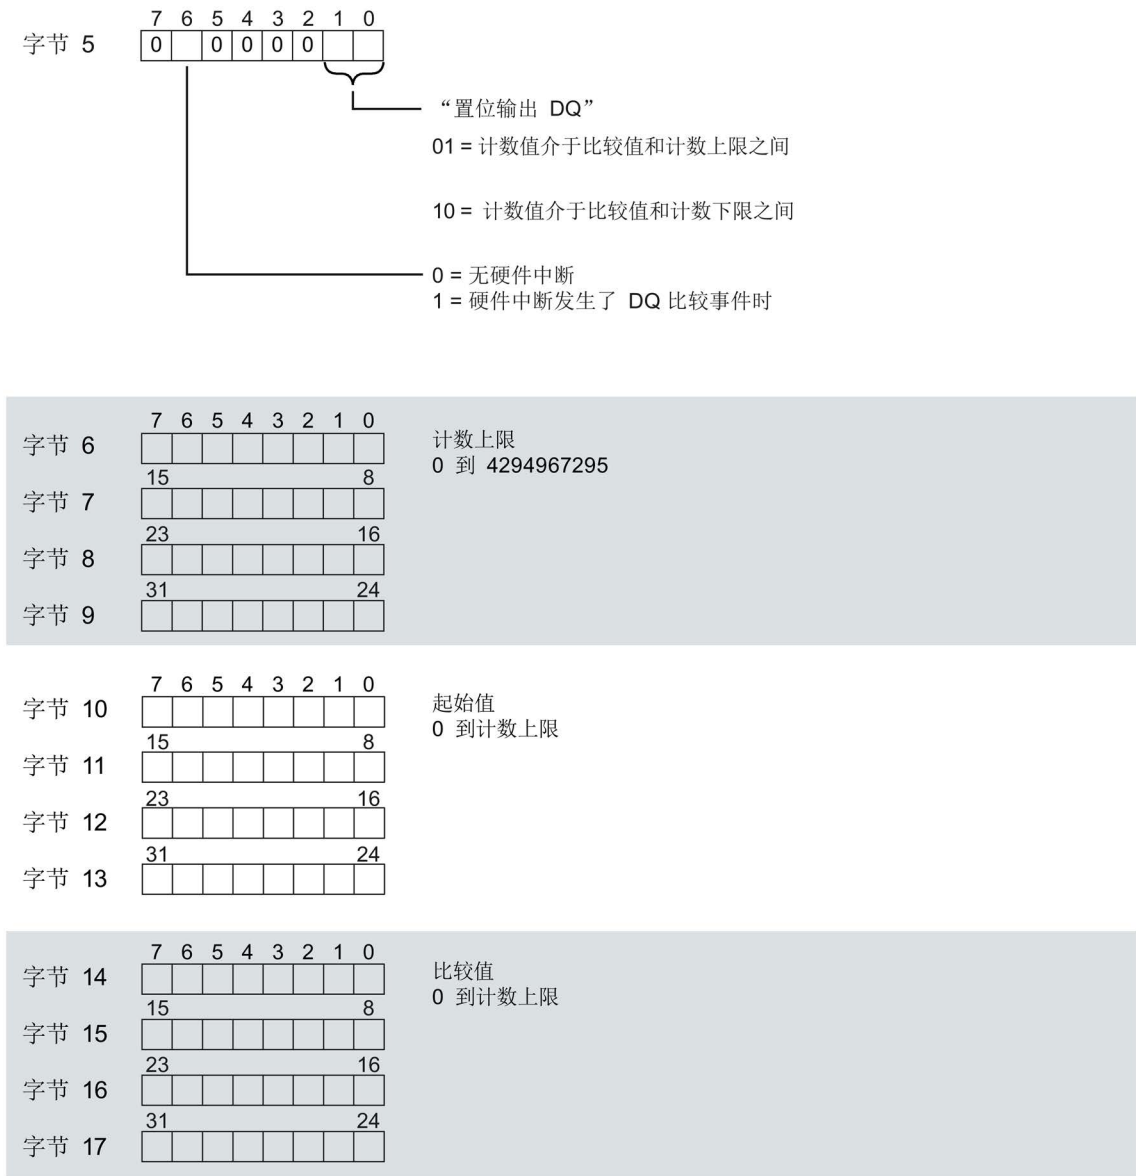 7 6 5 4 3 2 1 0
字节 5 0 0 0 0 0
“置位输出 DQ”
01 = 计数值介于比较值和计数上限之间
10 = 计数值介于比较值和计数下限之间
0 = 无硬件中断
1 = 硬件中断发生了 DQ 比较事件时
7 6 5 4 3 2 1 0
字节 6
计数上限
0 到 4294967295
15 8
字节 7
23 16
字节 8
31 24
字节 9
7 6 5 4 3 2 1 0
字节 10
起始值
0 到计数上限
15 8
字节 11
23 16
字节 12
31 24
字节 13
7 6 5 4 3 2 1 0
字节 14
比较值
0 到计数上限
15 8
字节 15
23 16
字节 16
31 24
字节 17